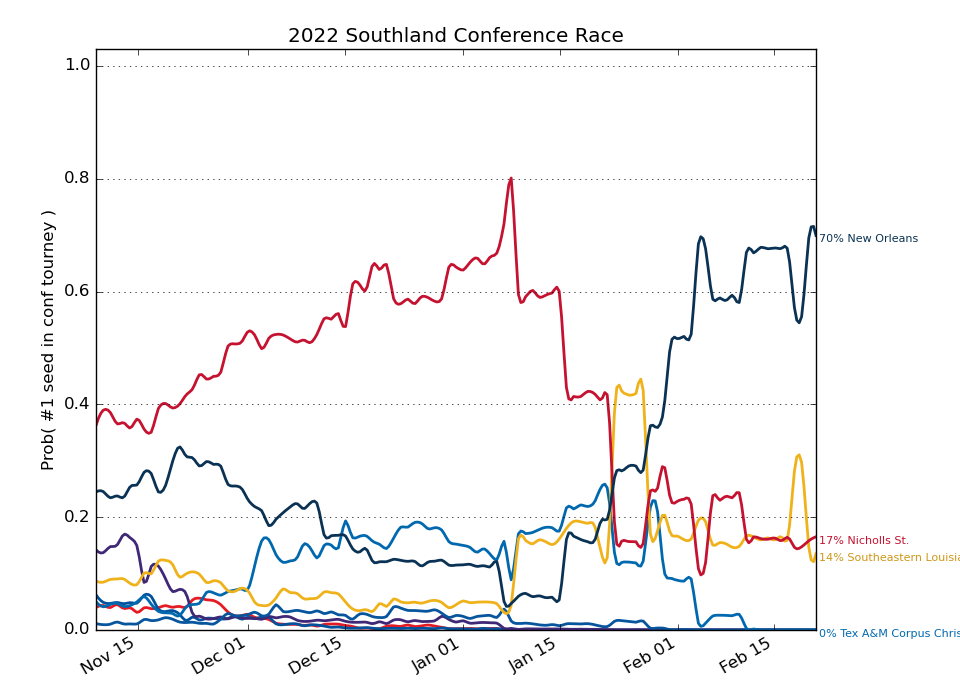 2022 Southland Conference Race
Prob( #1 seed in conf tourney )
1.0
0.8
0.6
0.4
0.2
0.0
Nov 15
Dec 01
Dec 15
Jan 01
Jan 15
Feb 01
Feb 15
70% New Orleans
17% Nicholls St.
14% Southeastern Louisia
0% Tex A&M Corpus Chris